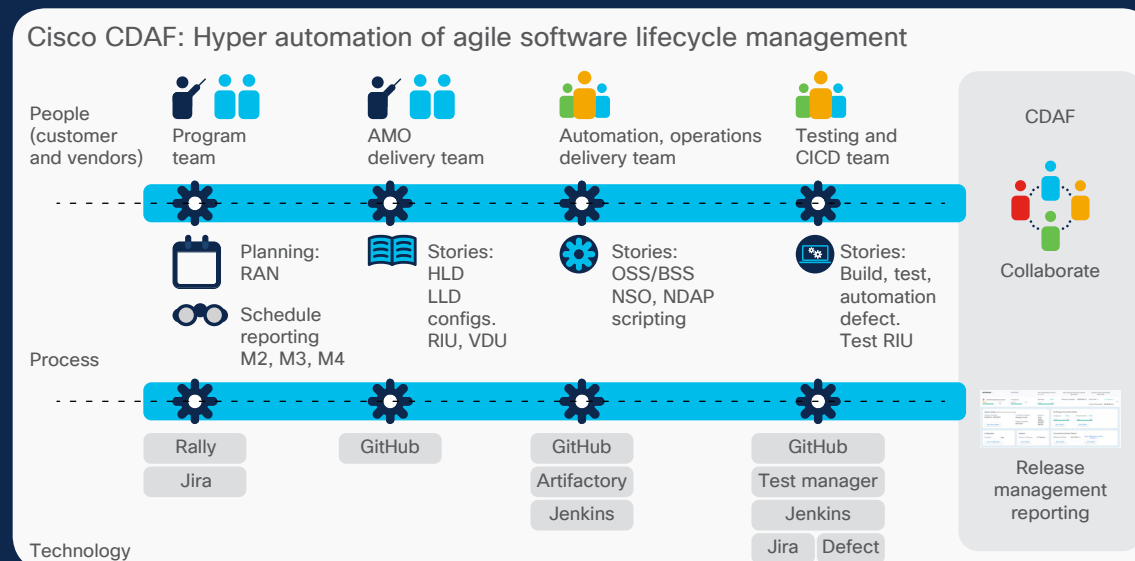 Cisco CDAF: Hyper automation of agile software lifecycle management
People
(customer
and vendors)
Program
team
AMO
delivery team
Automation, operations
delivery team
Testing and
CICD team
CDAF
Collaborate
Planning:
RAN
Schedule
reporting
M2, M3, M4
Stories:
HLD
LLD
configs.
RIU, VDU
Stories:
OSS/BSS
NSO, NDAP
scripting
Stories:
Build, test,
automation
defect.
Test RIU
Process
Rally
Jira
GitHub
GitHub
Artifactory
Jenkins
GitHub
Test manager
Jenkins
Jira
Defect
Release
management
reporting
Technology